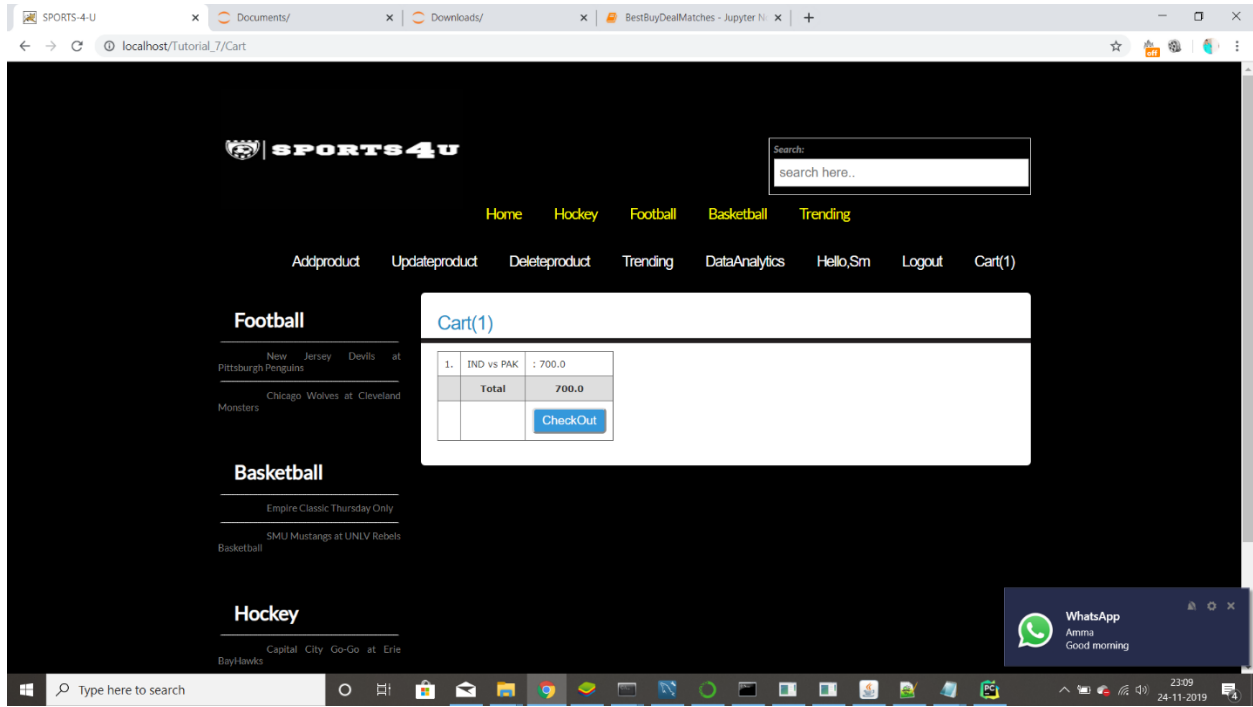 SPORTS-4-U
Documents/
Downloads/
BestBuyDealMatches - Jupyter N
localhost/Tutorial_7/Cart
off
SPORTS4U
Search:
search here..
Home Hockey Football Basketball Trending
Addproduct Updateproduct Deleteproduct Trending DataAnalytics Hello,Sm Logout Cart(1)
Football
New Jersey Devils at
Pittsburgh Penguins
Chicago Wolves at Cleveland
Monsters
Basketball
Empire Classic Thursday Only
SMU Mustangs at UNLV Rebels
Basketball
Hockey
Capital City Go-Go at Erie
BayHawks
Cart(1)
1. IND vs PAK : 700.0
Total 700.0
CheckOut
WhatsApp
Amma
Good morning
Type here to search
PC
23:09
24-11-2019
4